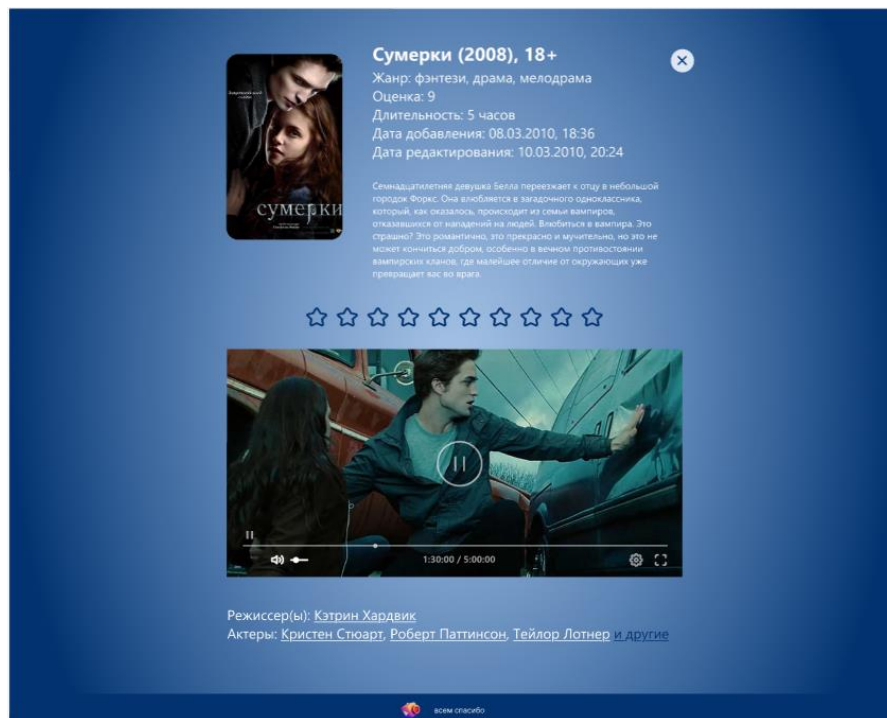 Сумерки (2008), 18+
Жанр: фэнтези, драма, мелодрама
Оценка: 9
Длительность: 5 часов
Дата добавления: 08.03.2010, 18:36
Дата редактирования: 10.03.2010, 20:24
сумерки
Семнадцатилетняя девушка Белла переезжает к отцу в небольшой
городок Форкс. Она влюбляется в загадочного одноклассника,
который, как оказалось, происходит из семьи вампиров,
отказавшихся от нападений на людей. Влюбиться в вампира. Это
страшно? Это романтично, это прекрасно и мучительно, но это не
может кончиться добром, особенно в вечном противостоянии
вампирских кланов, где малейшее отличие от окружающих уже
превращает вас во врага.
1:30:00 / 5:00:00
Режиссер(ы): Кэтрин Хардвик
Актеры: Кристен Стюарт, Роберт Паттинсон, Тейлор Лотнер и другие
всем спасибо